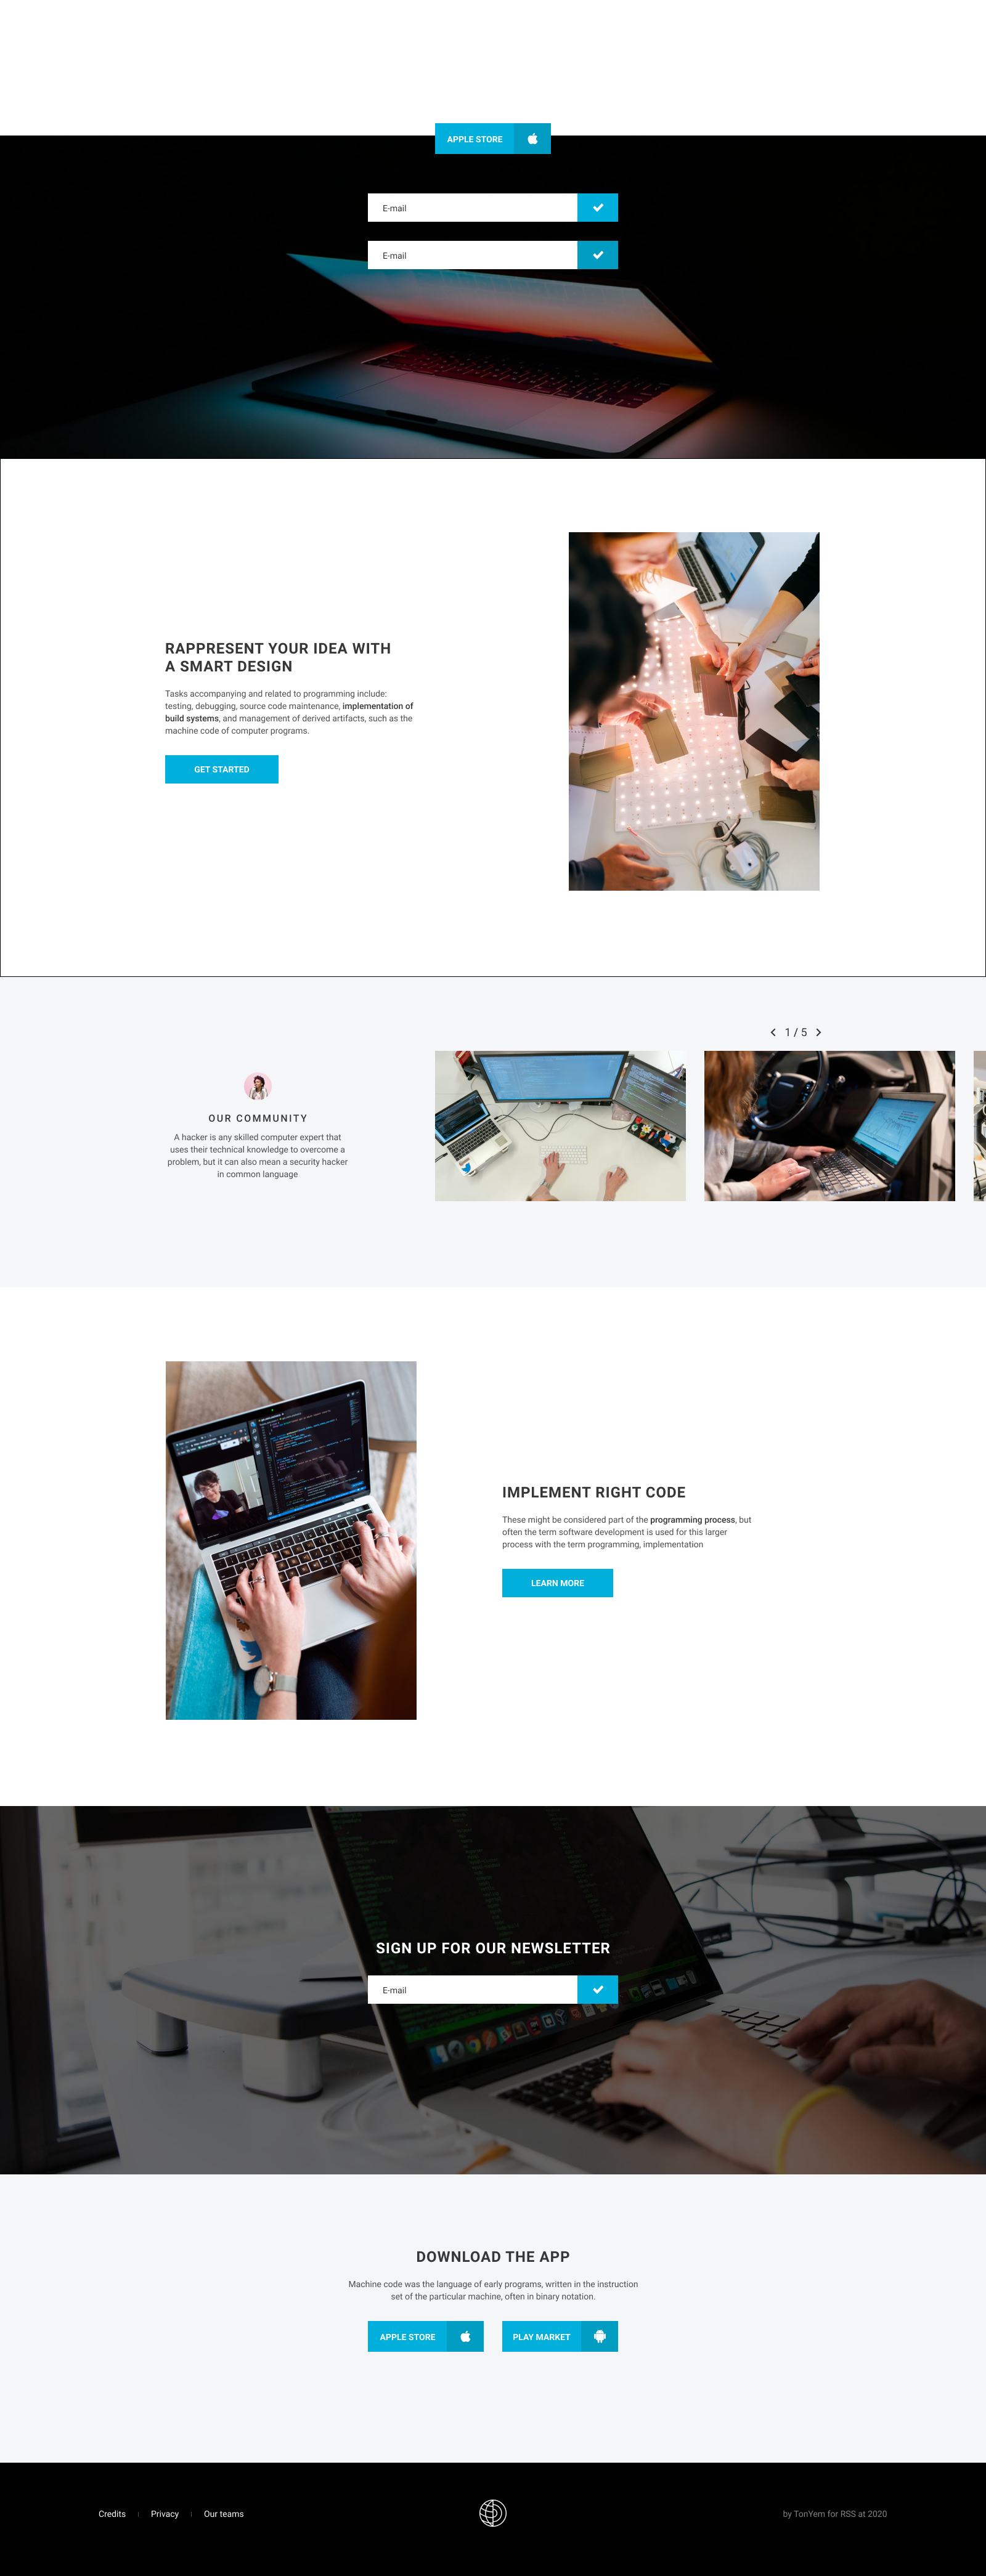 APPLE STORE
E-mail
E-mail
RAPPRESENT YOUR IDEA WITH
A SMART DESIGN
Tasks accompanying and related to programming include:
testing, debugging, source code maintenance, implementation of
build systems, and management of derived artifacts, such as the
machine code of computer programs.
GET STARTED
1 / 5
OUR COMMUNITY
A hacker is any skilled computer expert that
uses their technical knowledge to overcome a
problem, but it can also mean a security hacker
in common language
IMPLEMENT RIGHT CODE
These might be considered part of the programming process, but
often the term software development is used for this larger
process with the term programming, implementation
LEARN MORE
SIGN UP FOR OUR NEWSLETTER
E-mail
DOWNLOAD THE APP
Machine code was the language of early programs, written in the instruction
set of the particular machine, often in binary notation.
APPLE STORE
PLAY MARKET
Credits
Privacy
Our teams
by TonYem for RSS at 2020